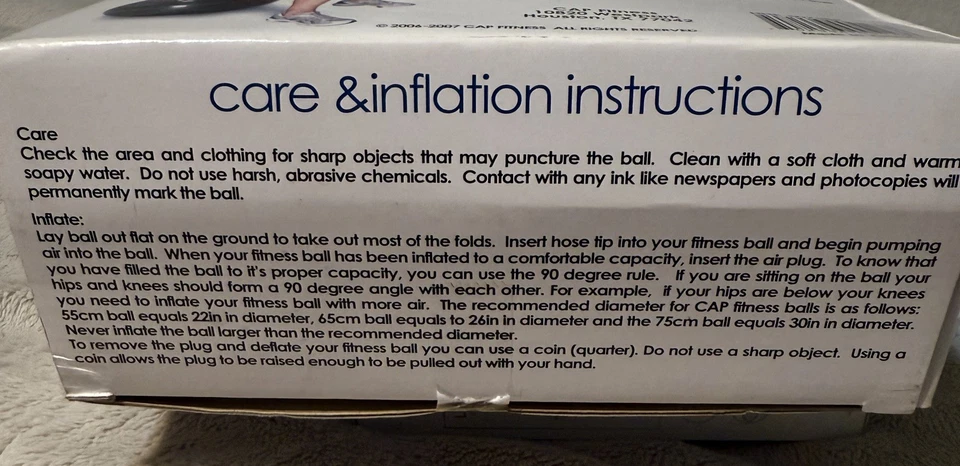 CAP Fitness
Houston, TX 77042
© 2006-2007 CAP FITNESS ALL RIGHTS RESERVED
care &inflation instructions
Care
Check the area and clothing for sharp objects that may puncture the ball. Clean with a soft cloth and warm
soapy water. Do not use harsh, abrasive chemicals. Contact with any ink like newspapers and photocopies will
permanently mark the ball.
Inflate:
Lay ball out flat on the ground to take out most of the folds. Insert hose tip into your fitness ball and begin pumping
air into the ball. When your fitness ball has been inflated to a comfortable capacity, insert the air plug. To know that
you have filled the ball to it's proper capacity, you can use the 90 degree rule. If you are sitting on the ball your
hips and knees should form a 90 degree angle with each other. For example, if your hips are below your knees
you need to inflate your fitness ball with more air. The recommended diameter for CAP fitness balls is as follows:
55cm ball equals 22in in diameter, 65cm ball equals to 26in in diameter and the 75cm ball equals 30in in diameter.
Never inflate the ball larger than the recommended diameter.
To remove the plug and deflate your fitness ball you can use a coin (quarter). Do not use a sharp object. Using a
coin allows the plug to be raised enough to be pulled out with your hand.